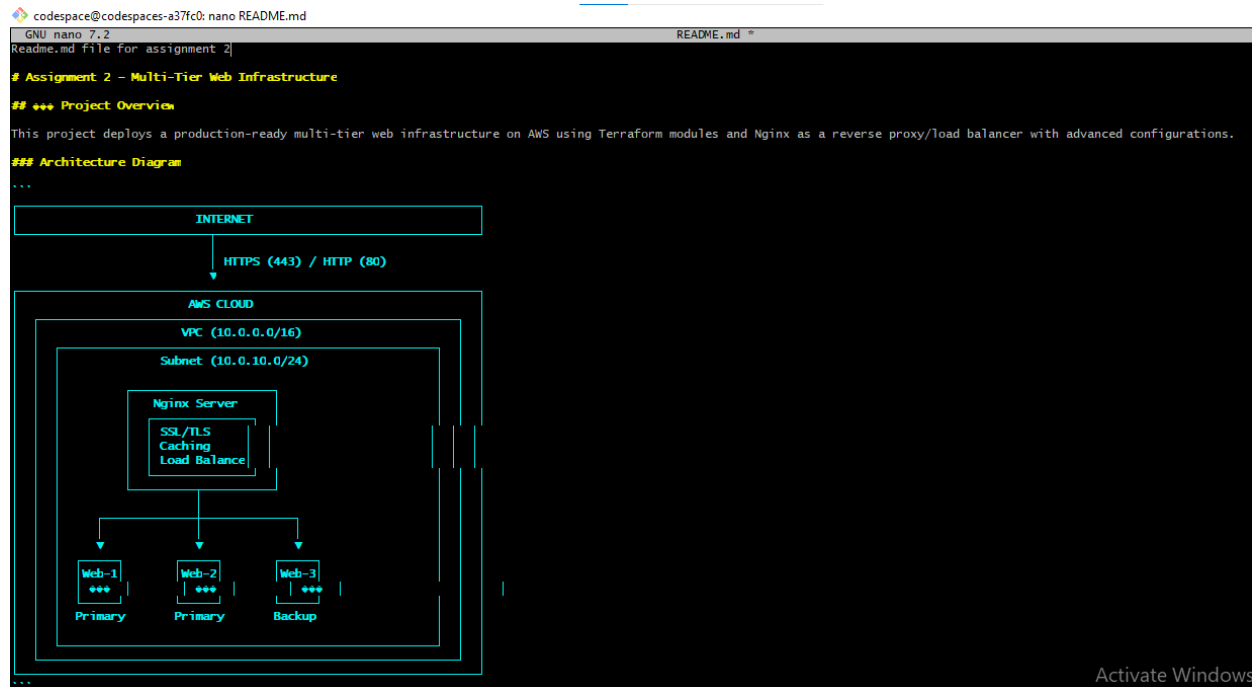 codespace@codespaces-a37fc0: nano README.md
GNU nano 7.2 README.md *
Readme.md file for assignment 2
# Assignment 2 - Multi-Tier Web Infrastructure
## ♦♦♦ Project Overview
This project deploys a production-ready multi-tier web infrastructure on AWS using Terraform modules and Nginx as a reverse proxy/load balancer with advanced configurations.
### Architecture Diagram
```
INTERNET
HTTPS (443) / HTTP (80)
AWS CLOUD
VPC (10.0.0.0/16)
Subnet (10.0.10.0/24)
Nginx Server
SSL/TLS
Caching
Load Balance
Web-1 Web-2 Web-3
♦♦♦ ♦♦♦ ♦♦♦
Primary Primary Backup
```
Activate Windows